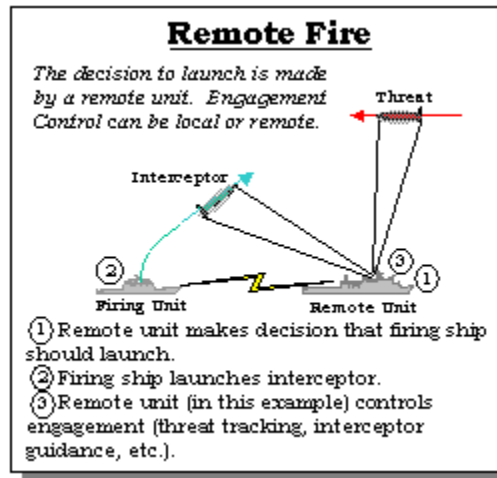 Remote Fire
The decision to launch is made
by a remote unit.  Engagement
Control can be local or remote.
Threat
Interceptor
② ③ ①
Firing Unit
Remote Unit
① Remote unit makes decision that firing ship
should launch.
② Firing ship launches interceptor.
③ Remote unit (in this example) controls
engagement (threat tracking, interceptor
guidance, etc.).